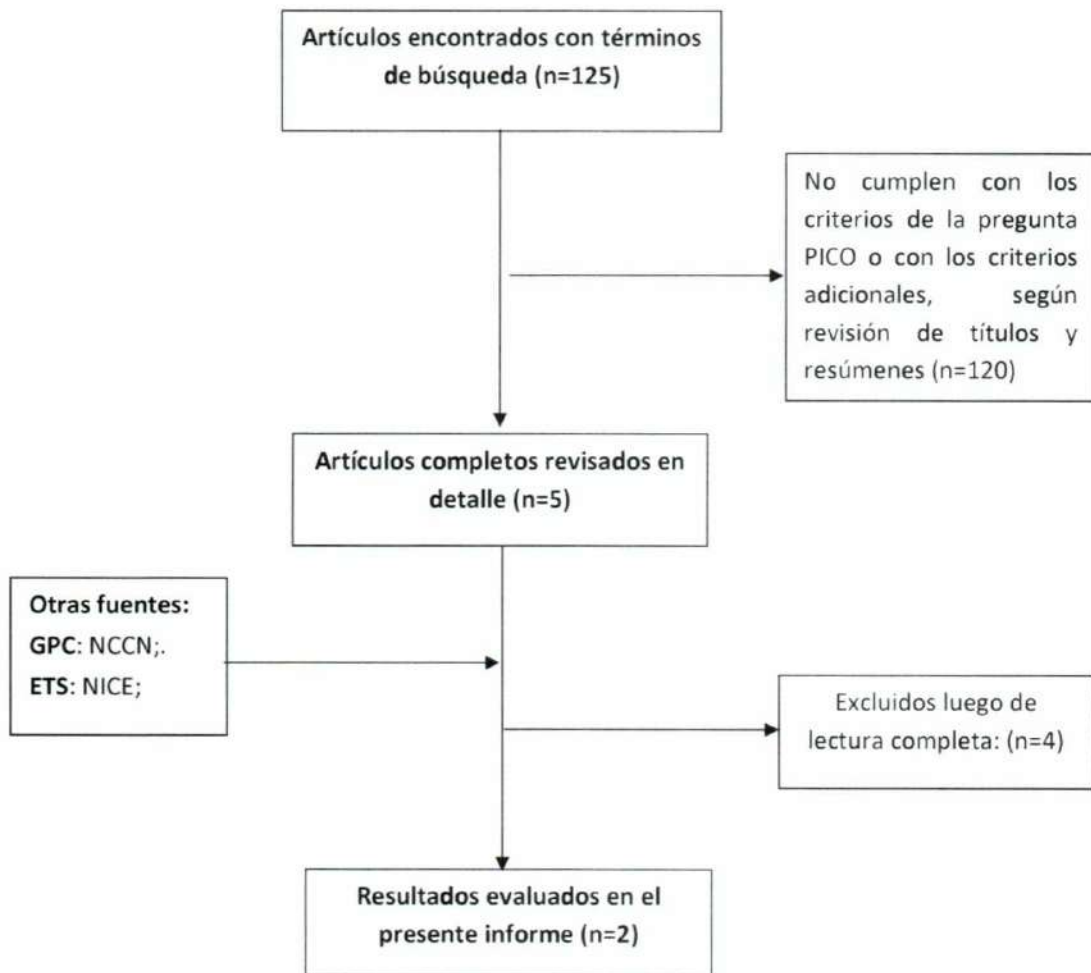 Artículos encontrados con términos
de búsqueda (n=125)
No cumplen con los
criterios de la pregunta
PICO o con los criterios
adicionales, según
revisión de títulos y
resúmenes (n=120)
Artículos completos revisados en
detalle (n=5)
Otras fuentes:
GPC: NCCN;.
ETS: NICE;
Excluidos luego de
lectura completa: (n=4)
Resultados evaluados en el
presente informe (n=2)